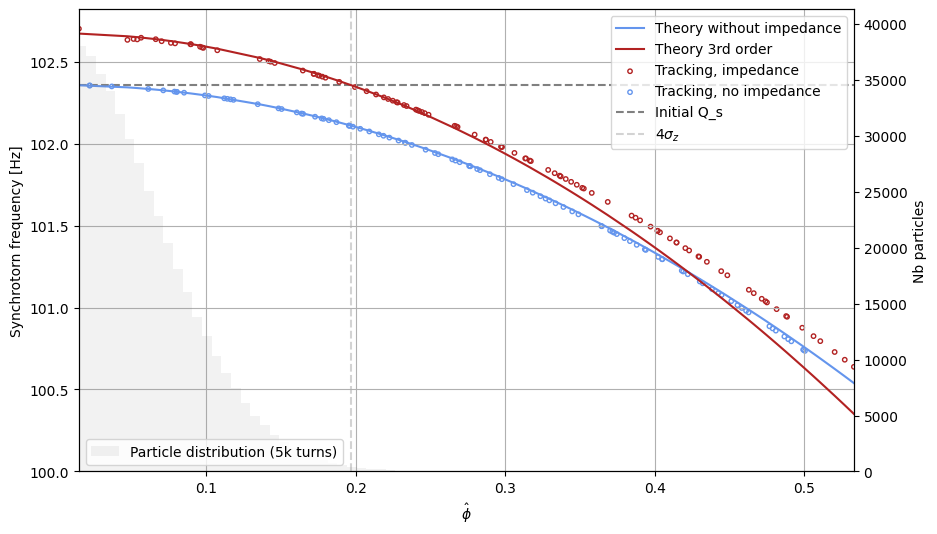 Theory without impedance
Theory 3rd order
Tracking, impedance
Tracking, no impedance
Initial Q_s
4σ_z
Particle distribution (5k turns)
Synchrotorn frequency [Hz]
102.5
102.0
101.5
101.0
100.5
100.0
0.1
0.2
0.3
0.4
0.5
ϕ̂
40000
35000
30000
25000
20000
15000
10000
5000
0
Nb particles